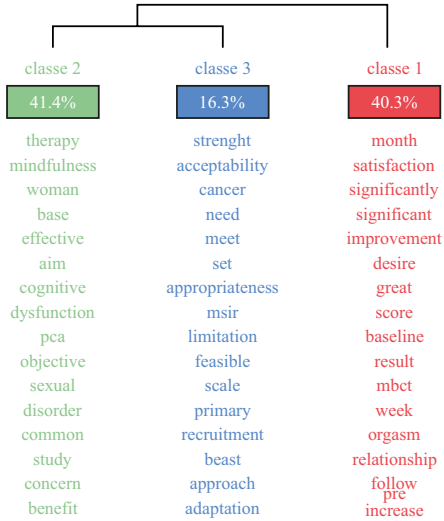 classe 2
41.4%
therapy
mindfulness
woman
base
effective
aim
cognitive
dysfunction
pca
objective
sexual
disorder
common
study
concern
benefit
classe 3
16.3%
strenght
acceptability
cancer
need
meet
set
appropriateness
msir
limitation
feasible
scale
primary
recruitment
beast
approach
adaptation
classe 1
40.3%
month
satisfaction
significantly
significant
improvement
desire
great
score
baseline
result
mbct
week
orgasm
relationship
follow
pre
increase